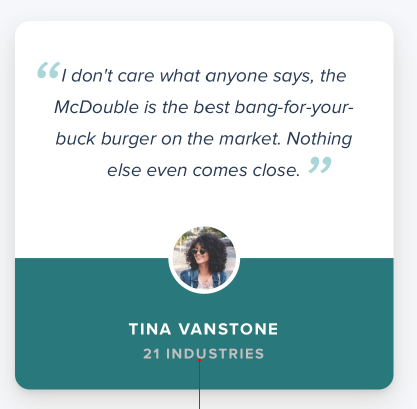 “I don't care what anyone says, the
McDouble is the best bang-for-your-
buck burger on the market. Nothing
else even comes close. ”
TINA VANSTONE
21 INDUSTRIES